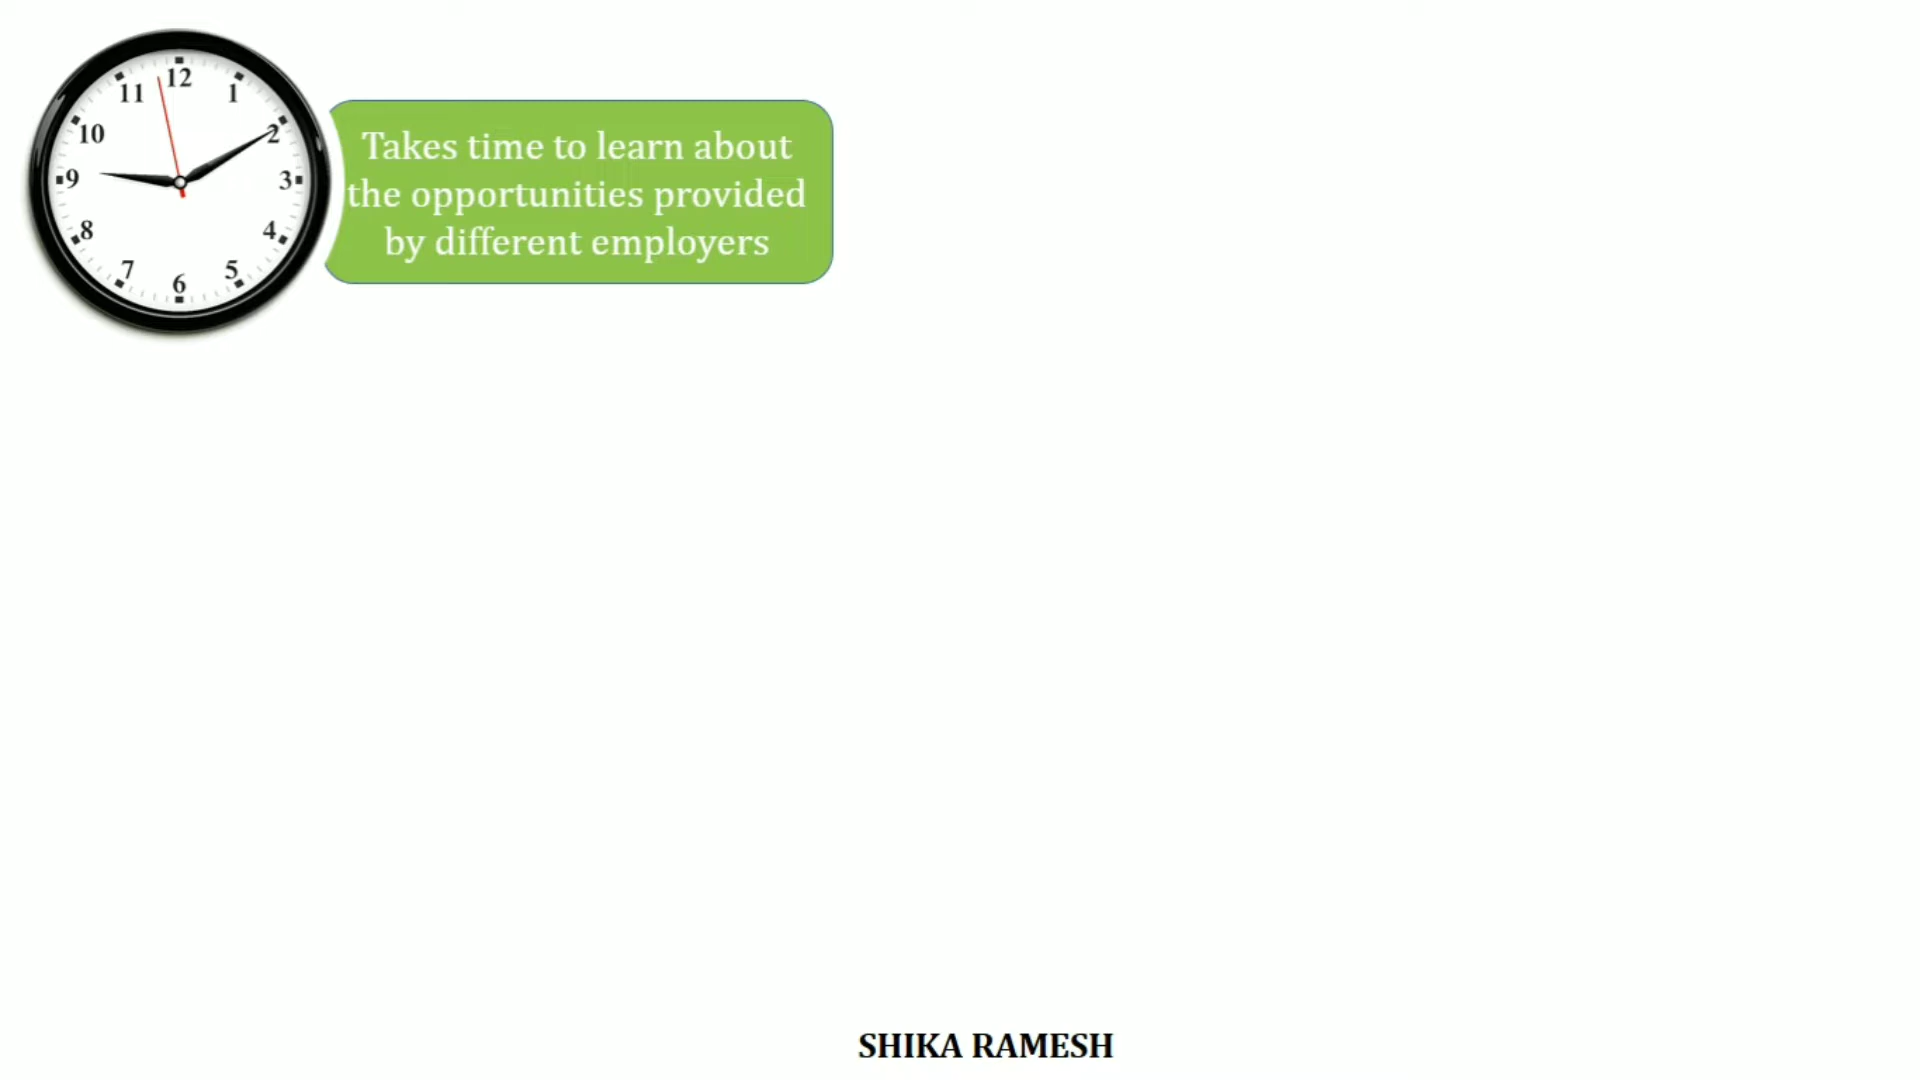 12
11 1
10 2
9 3
8 4
7 5
6
Takes time to learn about
the opportunities provided
by different employers
SHIKA RAMESH